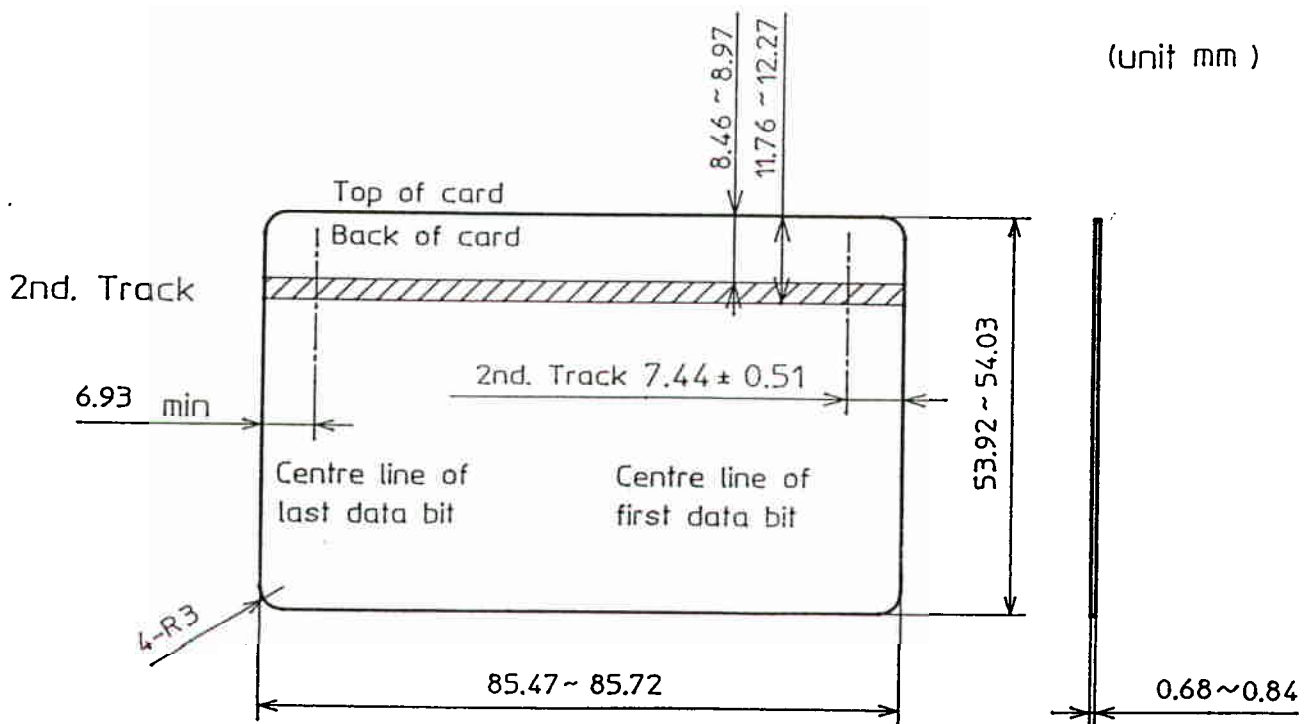 (unit mm )
8.46 ~ 8.97
11.76 ~ 12.27
Top of card
Back of card
2nd. Track
2nd. Track 7.44 ± 0.51
6.93 min
53.92 ~ 54.03
Centre line of
last data bit
Centre line of
first data bit
4-R3
85.47 ~ 85.72
0.68 ~ 0.84